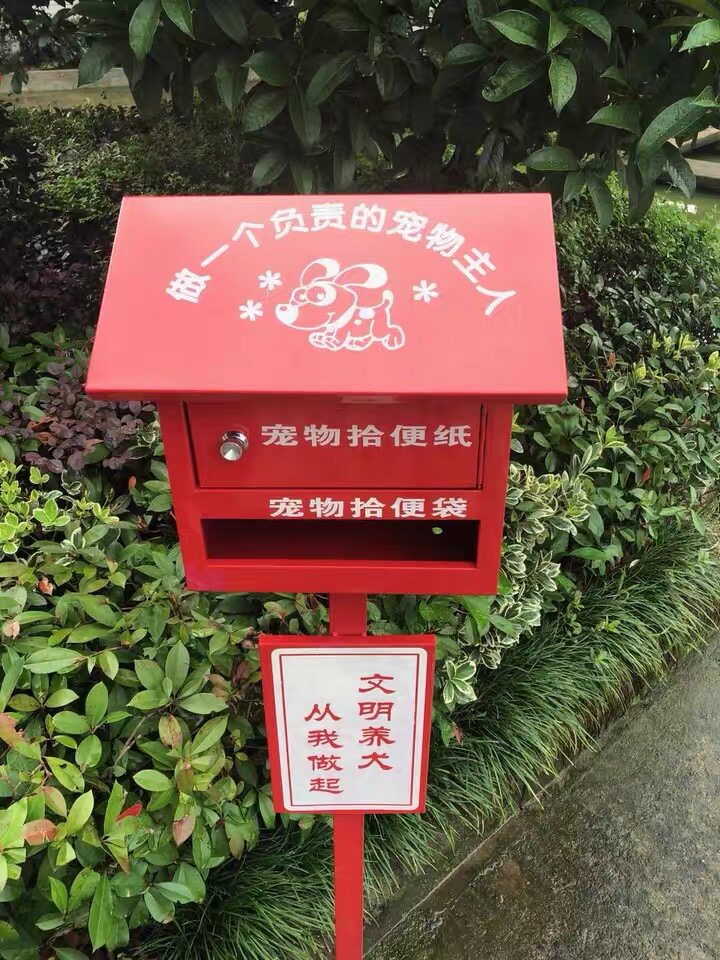 做一个负责的宠物主人
宠物拾便纸
宠物拾便袋
文明养犬
从我做起